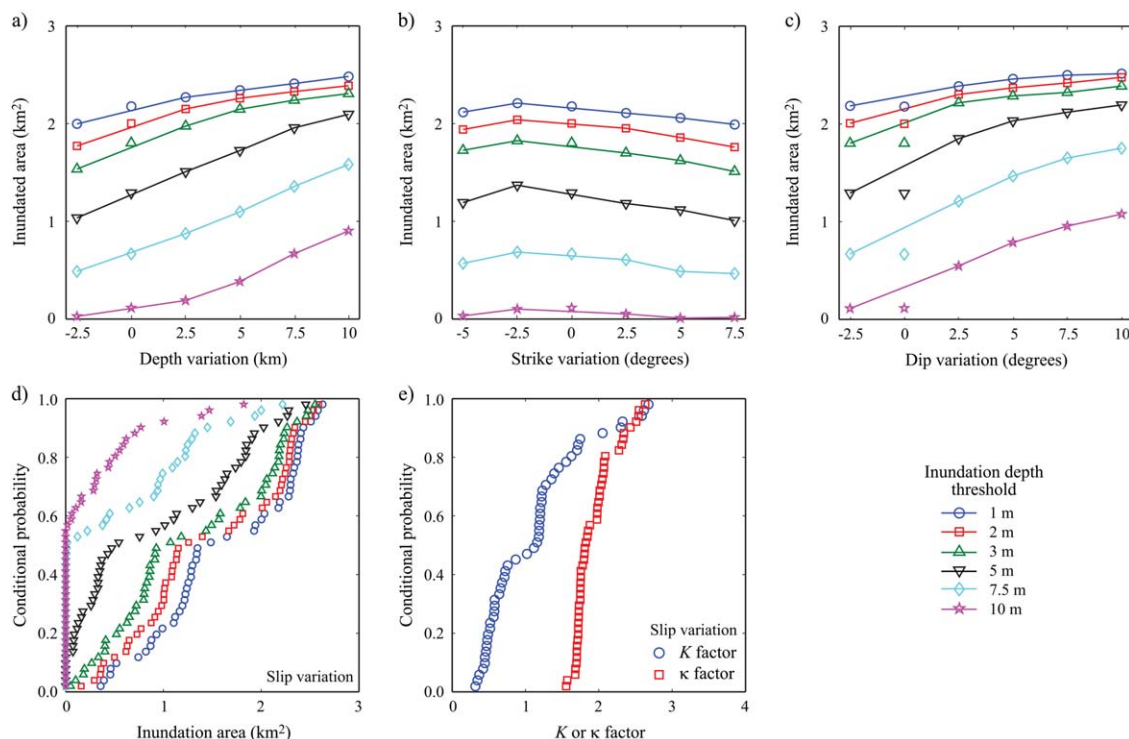 a)
3
2
1
0
Inundated area (km²)
-2.5 0 2.5 5 7.5 10
Depth variation (km)
b)
3
2
1
0
Inundated area (km²)
-5 -2.5 0 2.5 5 7.5
Strike variation (degrees)
c)
3
2
1
0
Inundated area (km²)
-2.5 0 2.5 5 7.5 10
Dip variation (degrees)
d)
1.0
0.8
0.6
0.4
0.2
0.0
Conditional probability
Slip variation
0 1 2 3
Inundation area (km²)
e)
1.0
0.8
0.6
0.4
0.2
0.0
Conditional probability
Slip variation
K factor
κ factor
0 1 2 3 4
K or κ factor
Inundation depth
threshold
1 m
2 m
3 m
5 m
7.5 m
10 m